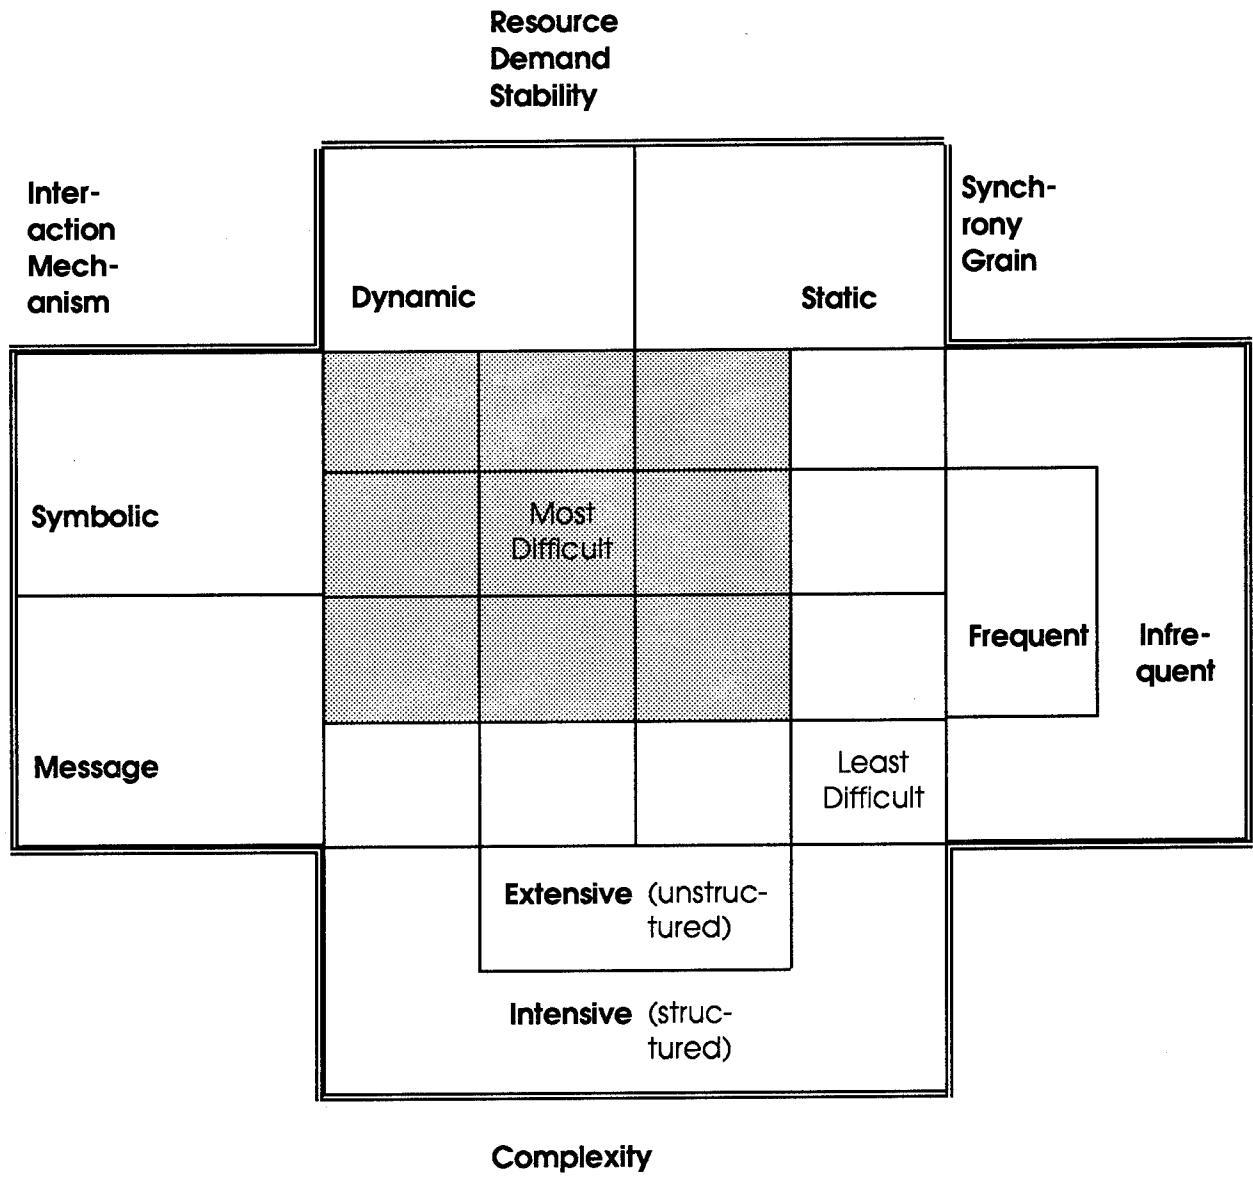 Resource
Demand
Stability
Inter-
action
Mech-
anism
Synch-
rony
Grain
Dynamic
Static
Symbolic
Most
Difficult
Frequent
Infre-
quent
Message
Least
Difficult
Extensive (unstruc-
tured)
Intensive (struc-
tured)
Complexity